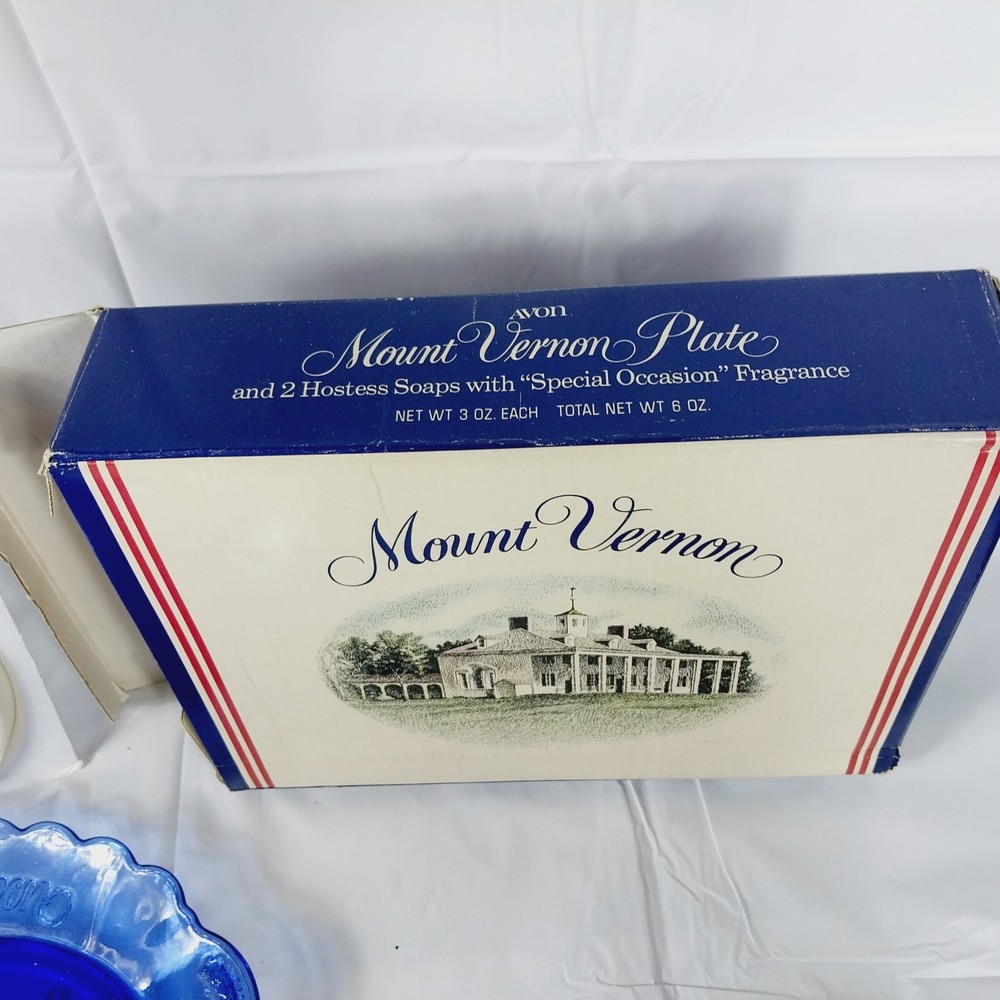 AVON
Mount Vernon Plate
and 2 Hostess Soaps with “Special Occasion” Fragrance
NET WT 3 OZ. EACH TOTAL NET WT 6 OZ.
Mount Vernon